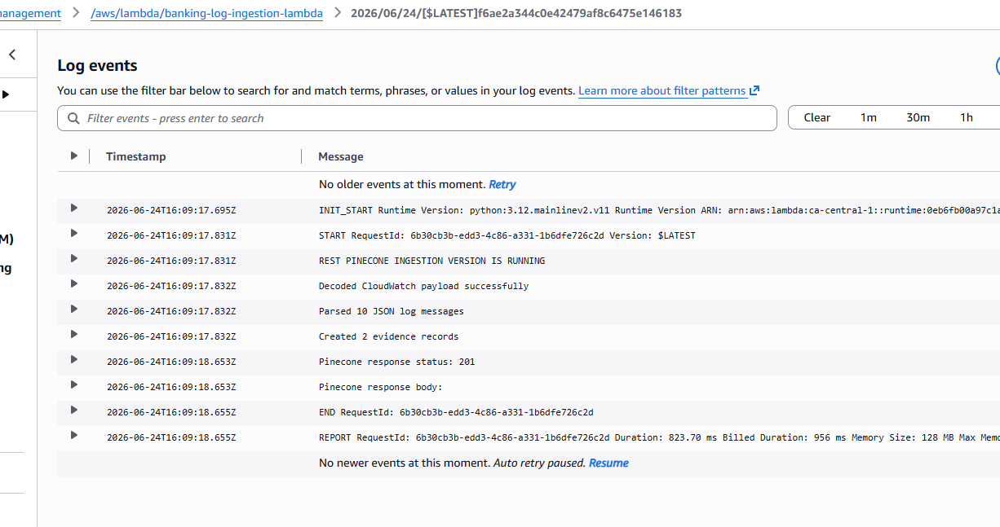 anagement > /aws/lambda/banking-log-ingestion-lambda > 2026/06/24/[$LATEST]f6ae2a344c0e42479af8c6475e146183
Log events
You can use the filter bar below to search for and match terms, phrases, or values in your log events. Learn more about filter patterns
Filter events - press enter to search
Clear 1m 30m 1h
Timestamp Message
No older events at this moment. Retry
2026-06-24T16:09:17.695Z INIT_START Runtime Version: python:3.12.mainlinev2.v11 Runtime Version ARN: arn:aws:lambda:ca-central-1::runtime:0eb6fb00a97c1a
2026-06-24T16:09:17.831Z START RequestId: 6b30cb3b-edd3-4c86-a331-1b6dfe726c2d Version: $LATEST
2026-06-24T16:09:17.831Z REST PINECONE INGESTION VERSION IS RUNNING
M)
2026-06-24T16:09:17.832Z Decoded CloudWatch payload successfully
ng
2026-06-24T16:09:17.832Z Parsed 10 JSON log messages
2026-06-24T16:09:17.832Z Created 2 evidence records
2026-06-24T16:09:18.653Z Pinecone response status: 201
2026-06-24T16:09:18.653Z Pinecone response body:
2026-06-24T16:09:18.655Z END RequestId: 6b30cb3b-edd3-4c86-a331-1b6dfe726c2d
2026-06-24T16:09:18.655Z REPORT RequestId: 6b30cb3b-edd3-4c86-a331-1b6dfe726c2d Duration: 823.70 ms Billed Duration: 956 ms Memory Size: 128 MB Max Memo
No newer events at this moment. Auto retry paused. Resume